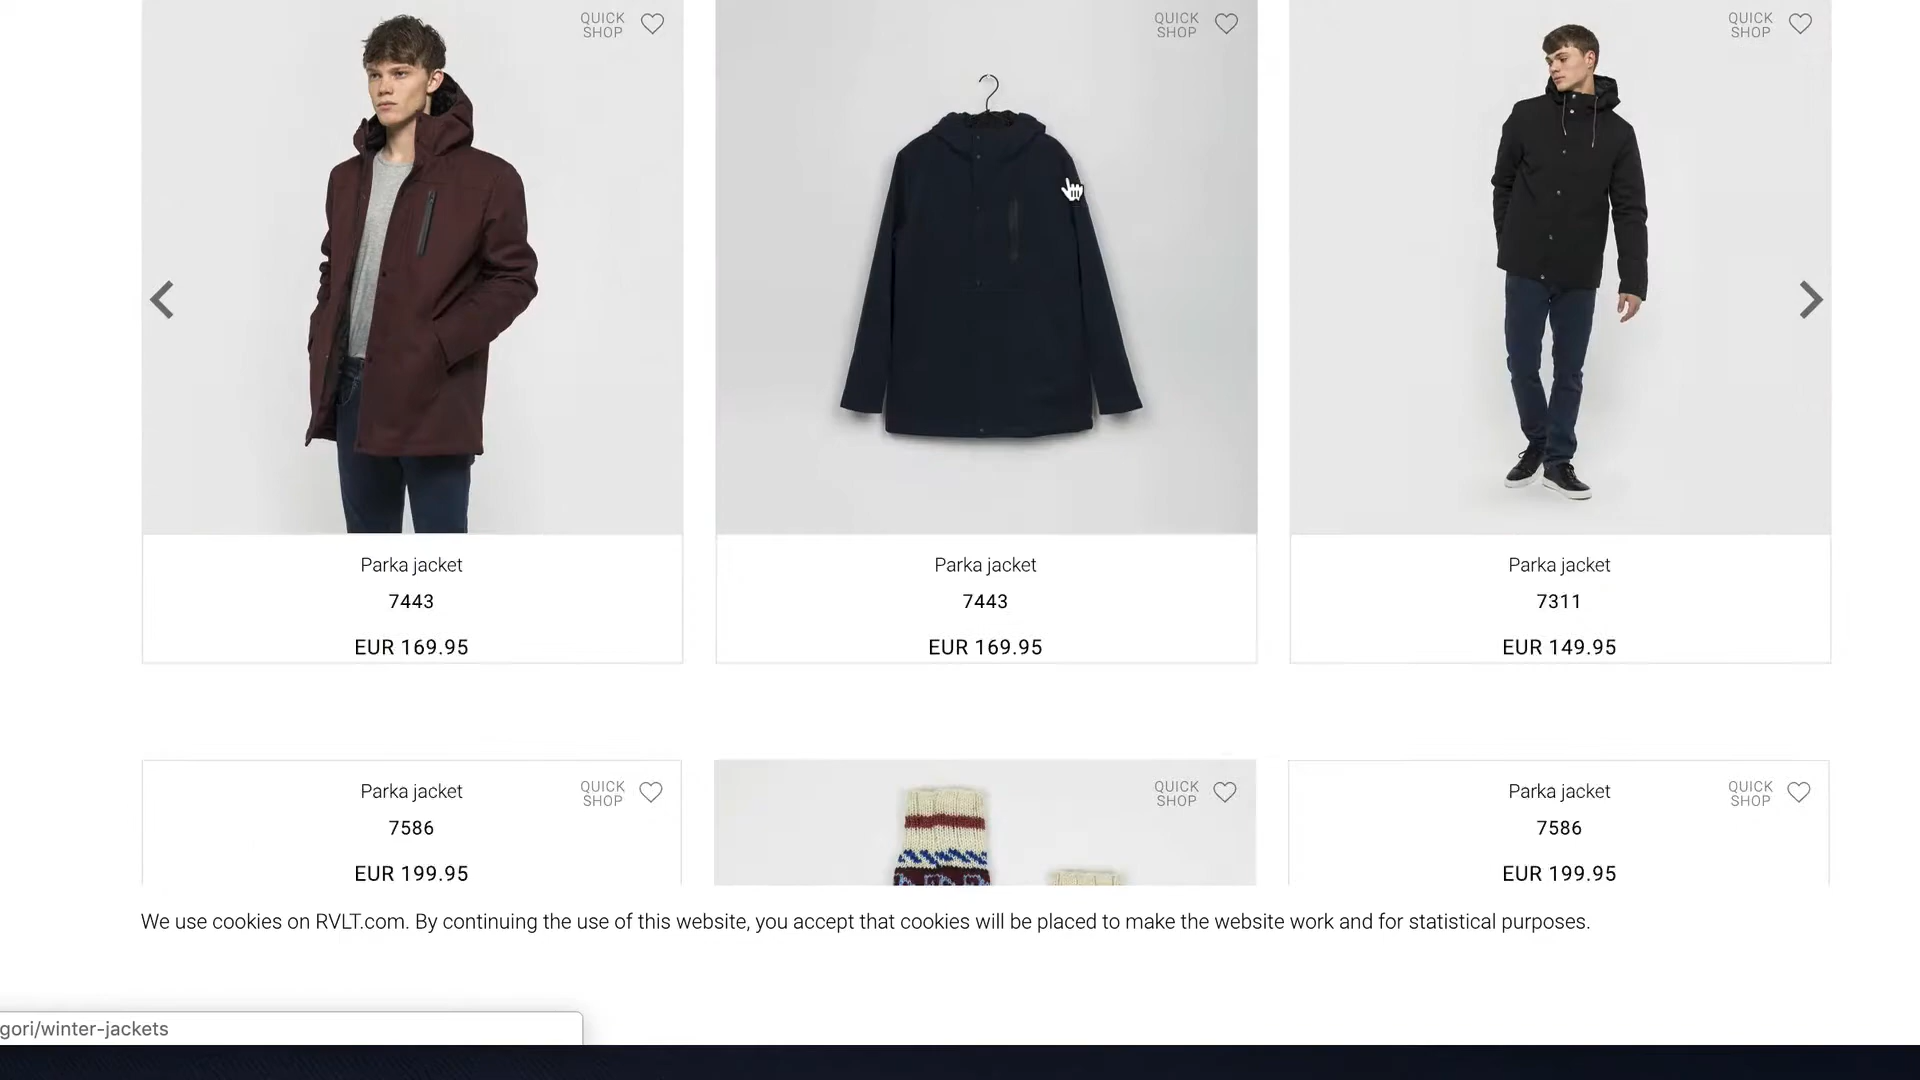 QUICK
SHOP
QUICK
SHOP
QUICK
SHOP
Parka jacket
7443
EUR 169.95
Parka jacket
7443
EUR 169.95
Parka jacket
7311
EUR 149.95
Parka jacket
7586
EUR 199.95
QUICK
SHOP
QUICK
SHOP
Parka jacket
7586
EUR 199.95
QUICK
SHOP
We use cookies on RVLT.com. By continuing the use of this website, you accept that cookies will be placed to make the website work and for statistical purposes.
gori/winter-jackets